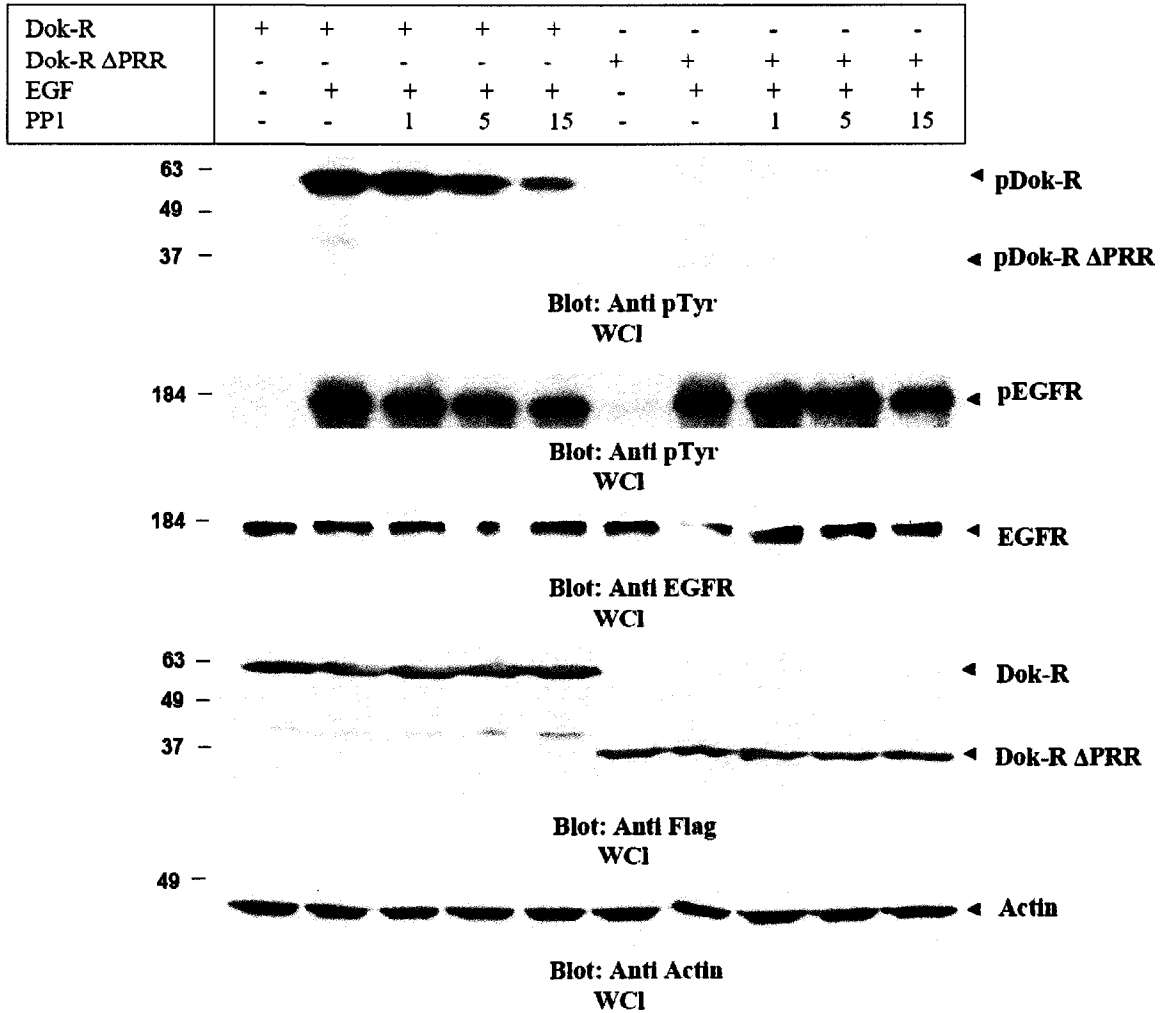 Dok-R + + + + + - - - - -
Dok-R ΔPRR - - - - - + + + + +
EGF - + + + + - + + + +
PP1 - - 1 5 15 - - 1 5 15
63 –
pDok-R
49 –
37 –
pDok-R ΔPRR
Blot: Anti pTyr
WCl
184 –
pEGFR
Blot: Anti pTyr
WCl
184 –
EGFR
Blot: Anti EGFR
WCl
63 –
Dok-R
49 –
37 –
Dok-R ΔPRR
Blot: Anti Flag
WCl
49 –
Actin
Blot: Anti Actin
WCl